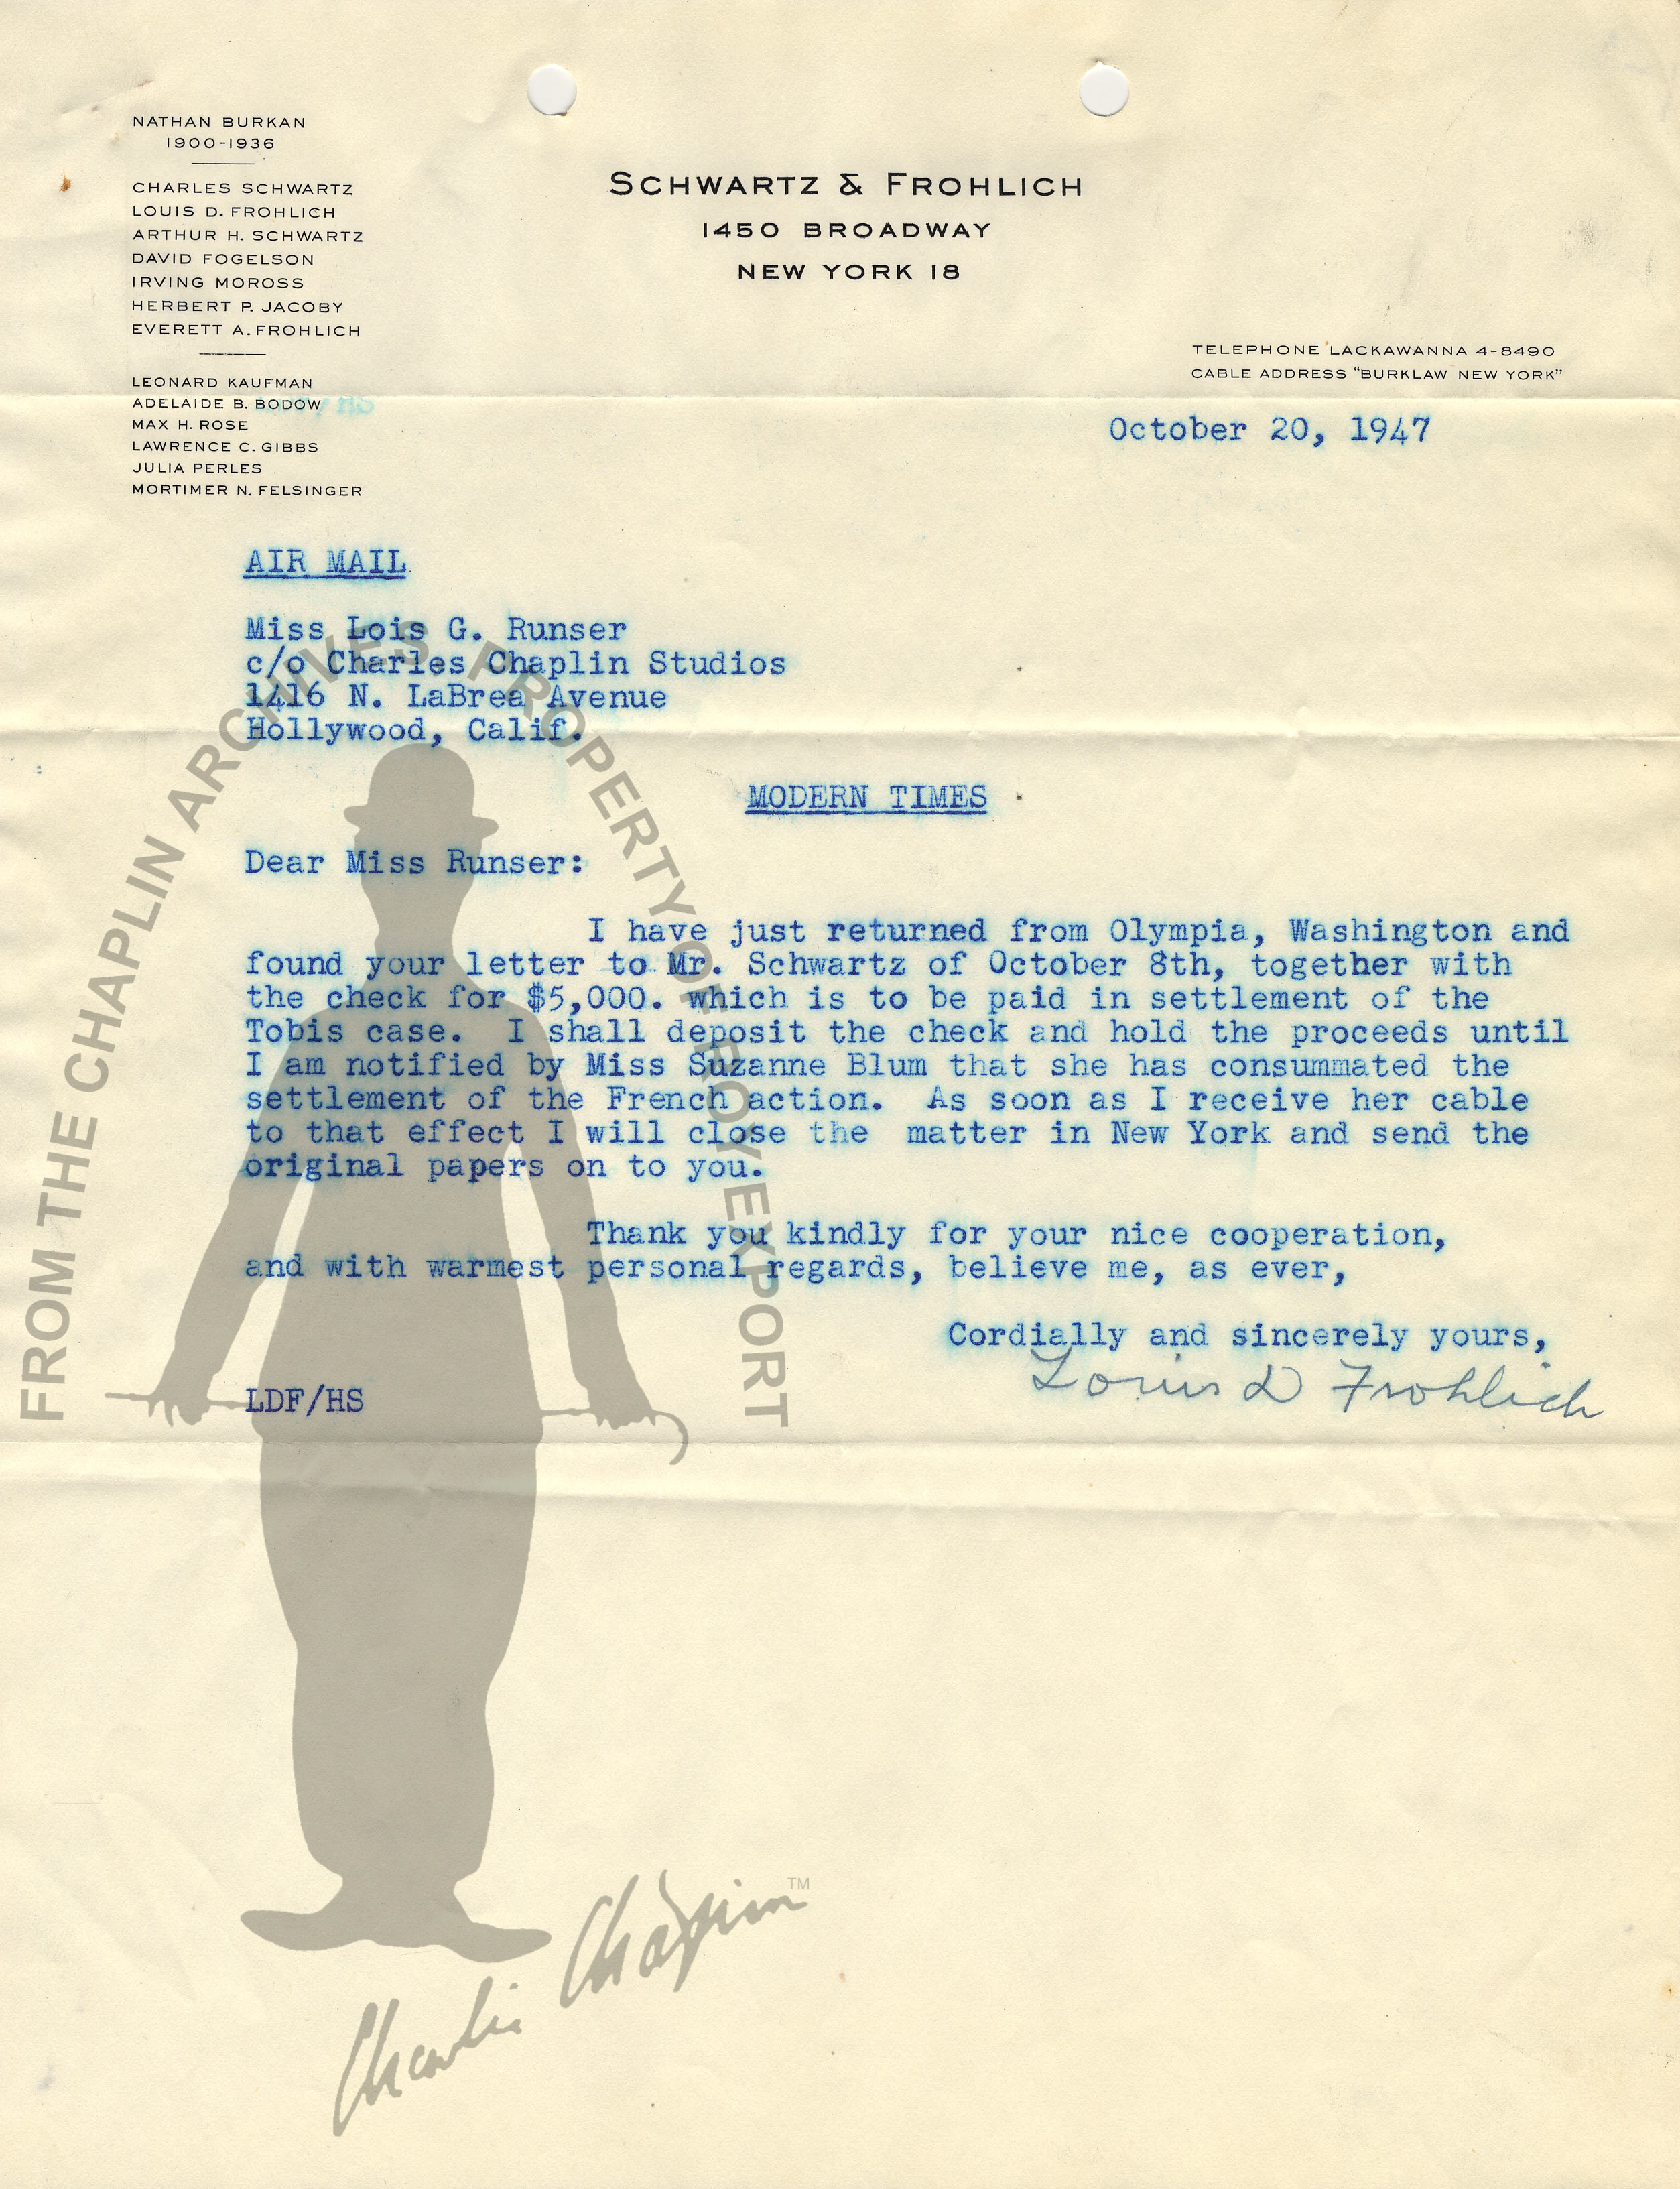 NATHAN BURKAN
1900-1936
CHARLES SCHWARTZ
LOUIS D. FROHLICH
ARTHUR H. SCHWARTZ
DAVID FOGELSON
IRVING MOROSS
HERBERT P. JACOBY
EVERETT A. FROHLICH
LEONARD KAUFMAN
ADELAIDE B. BODOW
MAX H. ROSE
LAWRENCE C. GIBBS
JULIA PERLES
MORTIMER N. FELSINGER
SCHWARTZ & FROHLICH
1450 BROADWAY
NEW YORK 18
TELEPHONE LACKAWANNA 4-8490
CABLE ADDRESS "BURKLAW NEW YORK"
October 20, 1947
AIR MAIL
Miss Lois G. Runser
c/o Charles Chaplin Studios
1416 N. LaBrea Avenue
Hollywood, Calif.
MODERN TIMES
Dear Miss Runser:
I have just returned from Olympia, Washington and
found your letter to Mr. Schwartz of October 8th, together with
the check for $5,000. which is to be paid in settlement of the
Tobis case. I shall deposit the check and hold the proceeds until
I am notified by Miss Suzanne Blum that she has consummated the
settlement of the French action. As soon as I receive her cable
to that effect I will close the matter in New York and send the
original papers on to you.
Thank you kindly for your nice cooperation,
and with warmest personal regards, believe me, as ever,
Cordially and sincerely yours,
Louis D Frohlich
LDF/HS
FROM THE CHAPLIN ARCHIVES PROPERTY OF ROY EXPORT
Charlie Chaplin TM